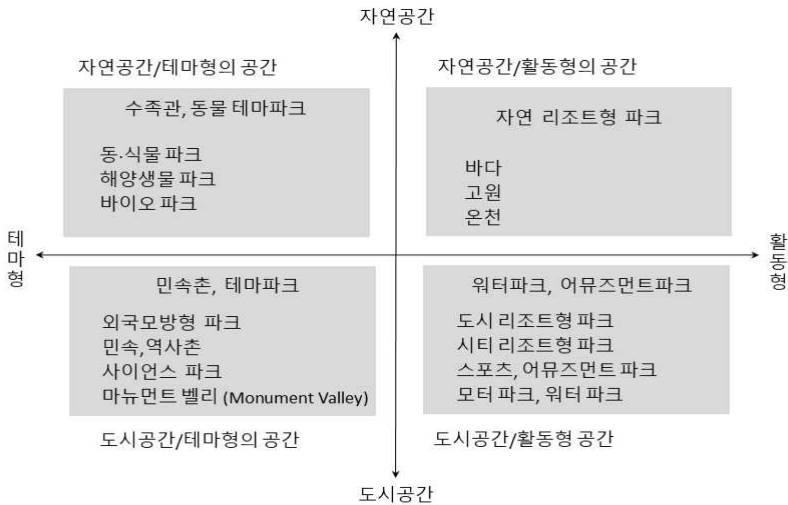 자연공간
자연공간/테마형의 공간
수족관, 동물 테마파크
동·식물 파크
해양생물 파크
바이오 파크
자연공간/활동형의 공간
자연 리조트형 파크
바다
고원
온천
테마형
활동형
민속촌, 테마파크
외국모방형 파크
민속,역사촌
사이언스 파크
마뉴먼트 벨리 (Monument Valley)
도시공간/테마형의 공간
워터파크, 어뮤즈먼트파크
도시 리조트형 파크
시티 리조트형 파크
스포츠, 어뮤즈먼트 파크
모터 파크, 워터 파크
도시공간/활동형 공간
도시공간